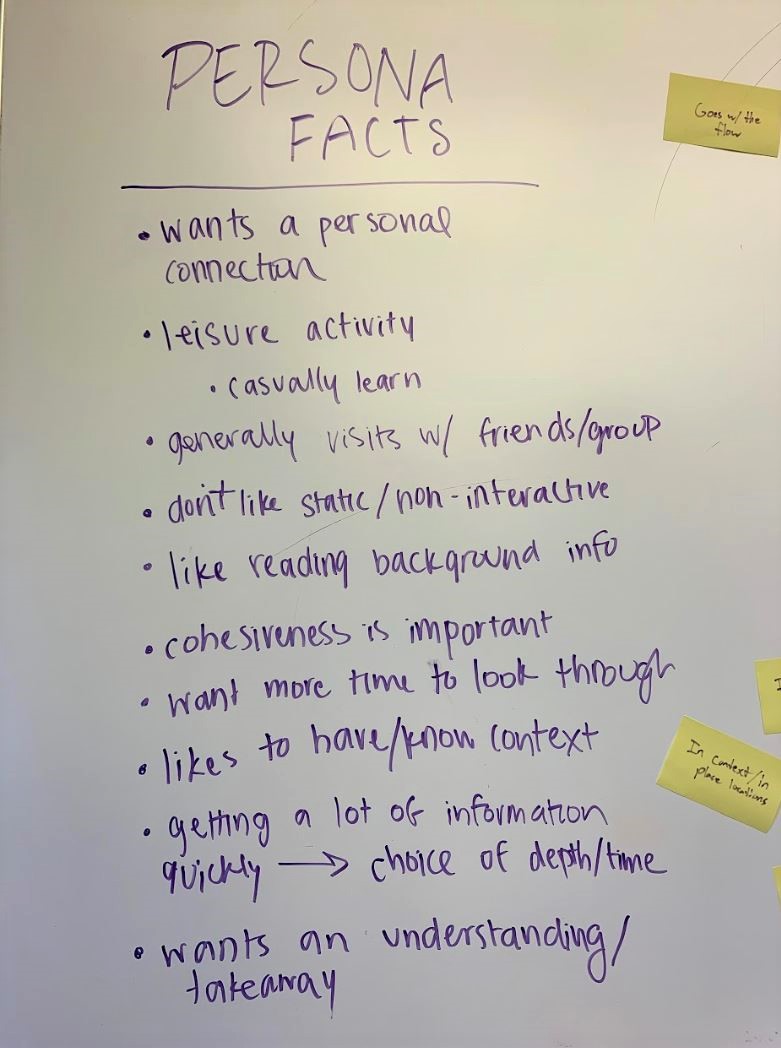 PERSONA
FACTS
• wants a personal
connection
• leisure activity
• casually learn
• generally visits w/ friends/group
• don't like static/non-interactive
• like reading background info
• cohesiveness is important
• want more time to look through
• likes to have/know context
• getting a lot of information
quickly → choice of depth/time
• wants an understanding/
takeaway
Goes w/ the
flow
In context/in
place locations